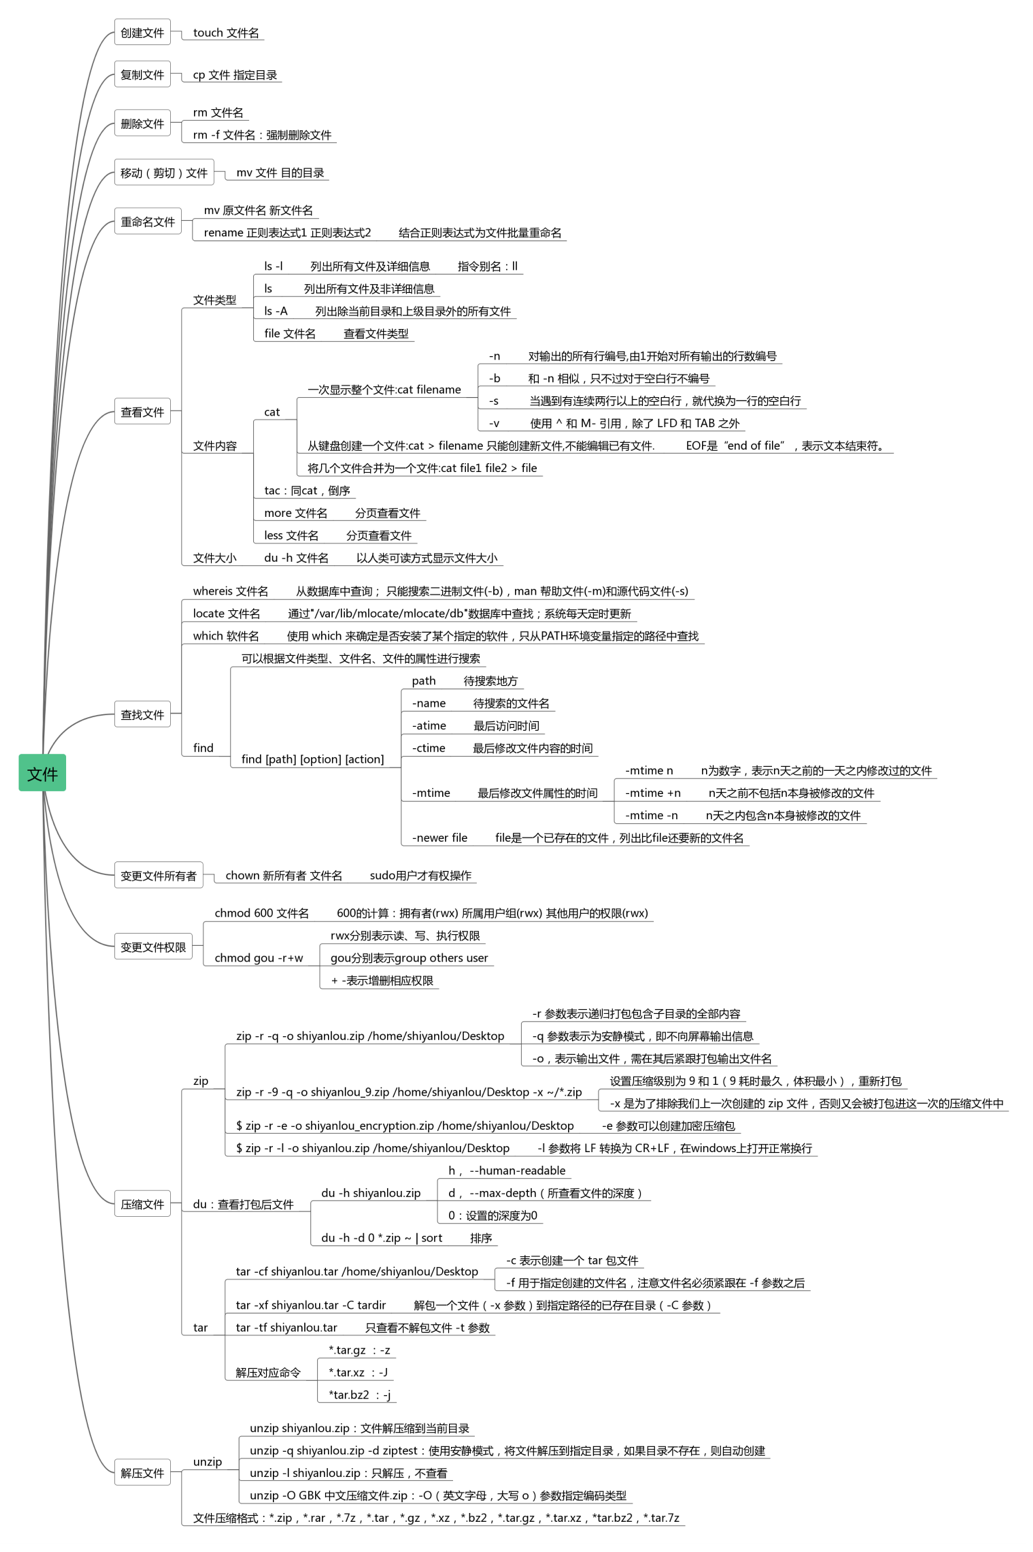 文件
创建文件
touch 文件名
复制文件
cp 文件 指定目录
删除文件
rm 文件名
rm -f 文件名：强制删除文件
移动（剪切）文件
mv 文件 目的目录
重命名文件
mv 原文件名 新文件名
rename 正则表达式1 正则表达式2 结合正则表达式为文件批量重命名
查看文件
文件类型
ls -l 列出所有文件及详细信息 指令别名：ll
ls 列出所有文件及非详细信息
ls -A 列出除当前目录和上级目录外的所有文件
file 文件名 查看文件类型
文件内容
cat
一次显示整个文件:cat filename
-n 对输出的所有行编号,由1开始对所有输出的行数编号
-b 和 -n 相似，只不过对于空白行不编号
-s 当遇到有连续两行以上的空白行，就代换为一行的空白行
-v 使用 ^ 和 M- 引用，除了 LFD 和 TAB 之外
从键盘创建一个文件:cat > filename 只能创建新文件,不能编辑已有文件. EOF是“end of file”，表示文本结束符。
将几个文件合并为一个文件:cat file1 file2 > file
tac：同cat，倒序
more 文件名 分页查看文件
less 文件名 分页查看文件
文件大小 du -h 文件名 以人类可读方式显示文件大小
查找文件
whereis 文件名 从数据库中查询； 只能搜索二进制文件(-b)，man 帮助文件(-m)和源代码文件(-s)
locate 文件名 通过"/var/lib/mlocate/mlocate/db"数据库中查找；系统每天定时更新
which 软件名 使用 which 来确定是否安装了某个指定的软件，只从PATH环境变量指定的路径中查找
find
可以根据文件类型、文件名、文件的属性进行搜索
find [path] [option] [action]
path 待搜索地方
-name 待搜索的文件名
-atime 最后访问时间
-ctime 最后修改文件内容的时间
-mtime 最后修改文件属性的时间
-mtime n n为数字，表示n天之前的一天之内修改过的文件
-mtime +n n天之前不包括n本身被修改的文件
-mtime -n n天之内包含n本身被修改的文件
-newer file file是一个已存在的文件，列出比file还要新的文件名
变更文件所有者
chown 新所有者 文件名 sudo用户才有权操作
变更文件权限
chmod 600 文件名 600的计算：拥有者(rwx) 所属用户组(rwx) 其他用户的权限(rwx)
chmod gou -r+w
rwx分别表示读、写、执行权限
gou分别表示group others user
+ -表示增删相应权限
压缩文件
zip
zip -r -q -o shiyanlou.zip /home/shiyanlou/Desktop
-r 参数表示递归打包包含子目录的全部内容
-q 参数表示为安静模式，即不向屏幕输出信息
-o，表示输出文件，需在其后紧跟打包输出文件名
zip -r -9 -q -o shiyanlou_9.zip /home/shiyanlou/Desktop -x ~/*.zip
设置压缩级别为 9 和 1（9 耗时最久，体积最小），重新打包
-x 是为了排除我们上一次创建的 zip 文件，否则又会被打包进这一次的压缩文件中
$ zip -r -e -o shiyanlou_encryption.zip /home/shiyanlou/Desktop -e 参数可以创建加密压缩包
$ zip -r -l -o shiyanlou.zip /home/shiyanlou/Desktop -l 参数将 LF 转换为 CR+LF，在windows上打开正常换行
du：查看打包后文件
du -h shiyanlou.zip
h， --human-readable
d， --max-depth（所查看文件的深度）
0：设置的深度为0
du -h -d 0 *.zip ~ | sort 排序
tar
tar -cf shiyanlou.tar /home/shiyanlou/Desktop
-c 表示创建一个 tar 包文件
-f 用于指定创建的文件名，注意文件名必须紧跟在 -f 参数之后
tar -xf shiyanlou.tar -C tardir 解包一个文件（-x 参数）到指定路径的已存在目录（-C 参数）
tar -tf shiyanlou.tar 只查看不解包文件 -t 参数
解压对应命令
*.tar.gz ：-z
*.tar.xz ：-J
*tar.bz2 ：-j
解压文件
unzip
unzip shiyanlou.zip：文件解压缩到当前目录
unzip -q shiyanlou.zip -d ziptest：使用安静模式，将文件解压到指定目录，如果目录不存在，则自动创建
unzip -l shiyanlou.zip：只解压，不查看
unzip -O GBK 中文压缩文件.zip：-O（英文字母，大写 o）参数指定编码类型
文件压缩格式：*.zip，*.rar，*.7z，*.tar，*.gz，*.xz，*.bz2，*.tar.gz，*.tar.xz，*tar.bz2，*.tar.7z